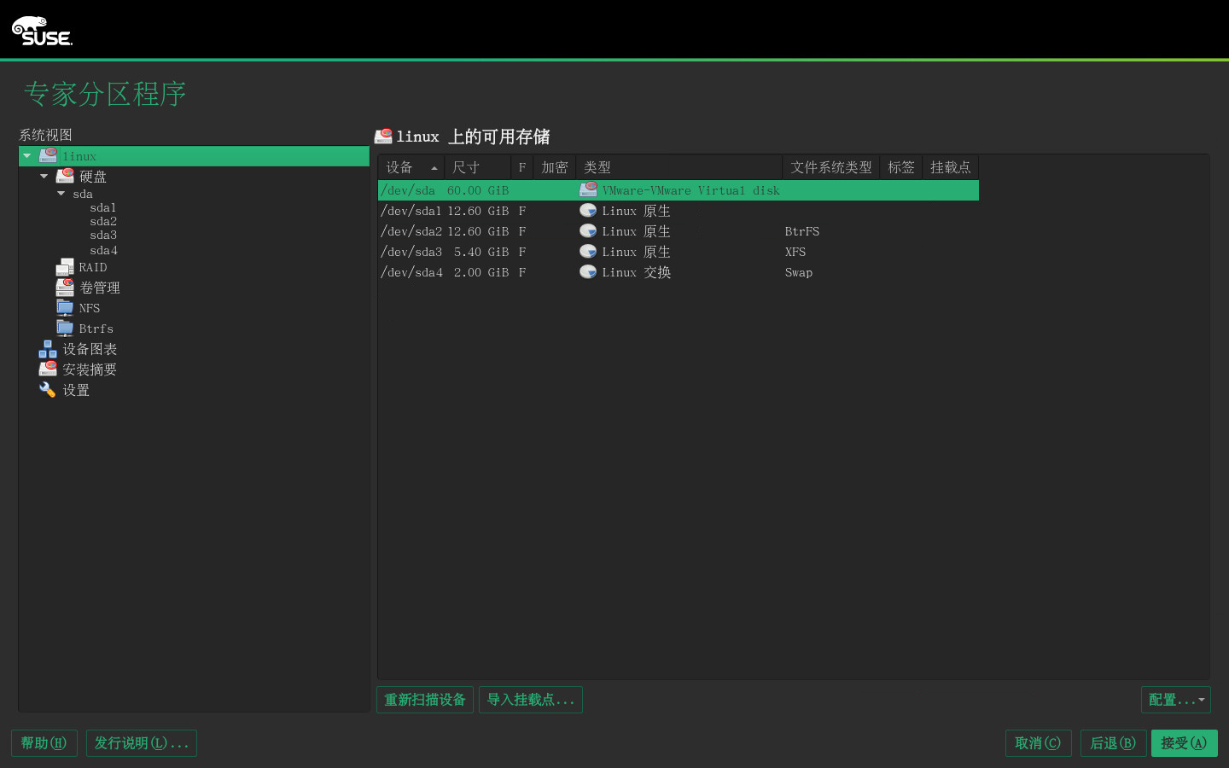 SUSE
专家分区程序
系统视图
linux
硬盘
sda
sda1
sda2
sda3
sda4
RAID
卷管理
NFS
Btrfs
设备图表
安装摘要
设置
linux 上的可用存储
设备 尺寸 F 加密 类型 文件系统类型 标签 挂载点
/dev/sda 60.00 GiB VMware-VMware Virtual disk
/dev/sda1 12.60 GiB F Linux 原生
/dev/sda2 12.60 GiB F Linux 原生 BtrFS
/dev/sda3 5.40 GiB F Linux 原生 XFS
/dev/sda4 2.00 GiB F Linux 交换 Swap
重新扫描设备 导入挂载点... 配置...
帮助(H) 发行说明(L)... 取消(C) 后退(B) 接受(A)